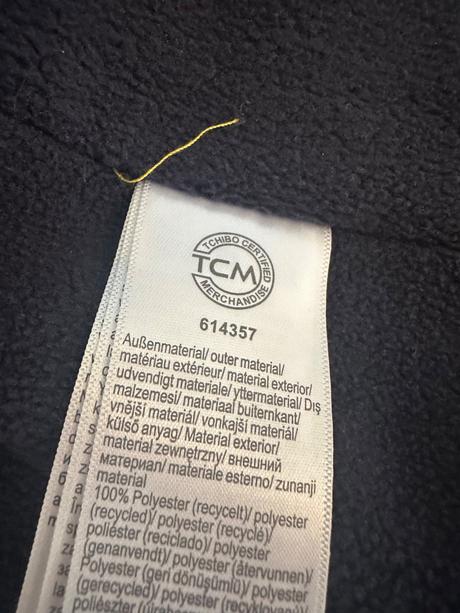 TCHIBO CERTIFIED
TCM
MERCHANDISE
614357
Außenmaterial/ outer material/
matériau extérieur/ material exterior/
udvendigt materiale/ yttermaterial/ Dış
malzemesi/ materiaal buitenkant/
vnější materiál/ vonkajší materiál/
külső anyag/ Material exterior/
materiał zewnętrzny/ внешний
материал/ materiale esterno/ zunanji
material
100% Polyester (recycelt)/ polyester
(recycled)/ polyester (recyclé)/
poliéster (reciclado)/ polyester
(genanvendt)/ polyester (återvunnen)/
Polyester (geri dönüşümlü)/ polyester
(gerecycled)/ polyester (recyklovaný)/